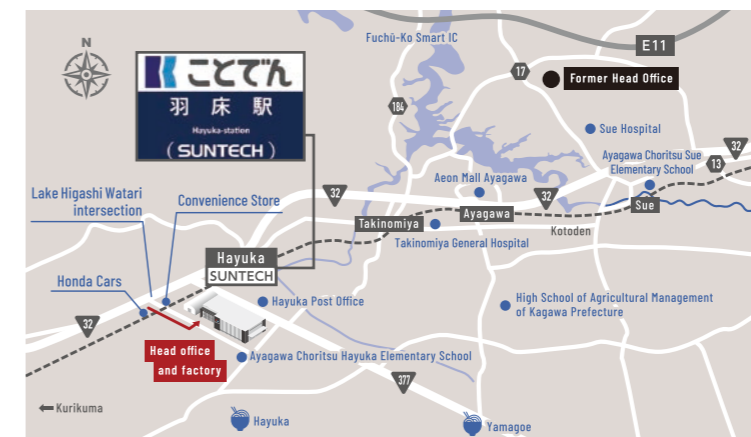 N
Fuchū-Ko Smart IC
E11
17
Former Head Office
184
ことでん
羽床駅
Hayuka-station
(SUNTECH)
Sue Hospital
32
13
Ayagawa Choritsu Sue
Elementary School
Lake Higashi Watari
intersection
Convenience Store
32
Aeon Mall Ayagawa
32
Sue
Ayagawa
Takinomiya
Takinomiya General Hospital
Kotoden
Hayuka
SUNTECH
Honda Cars
Hayuka Post Office
High School of Agricultural Management
of Kagawa Prefecture
32
Head office
and factory
Ayagawa Choritsu Hayuka Elementary School
377
Kurikuma
Hayuka
Yamagoe